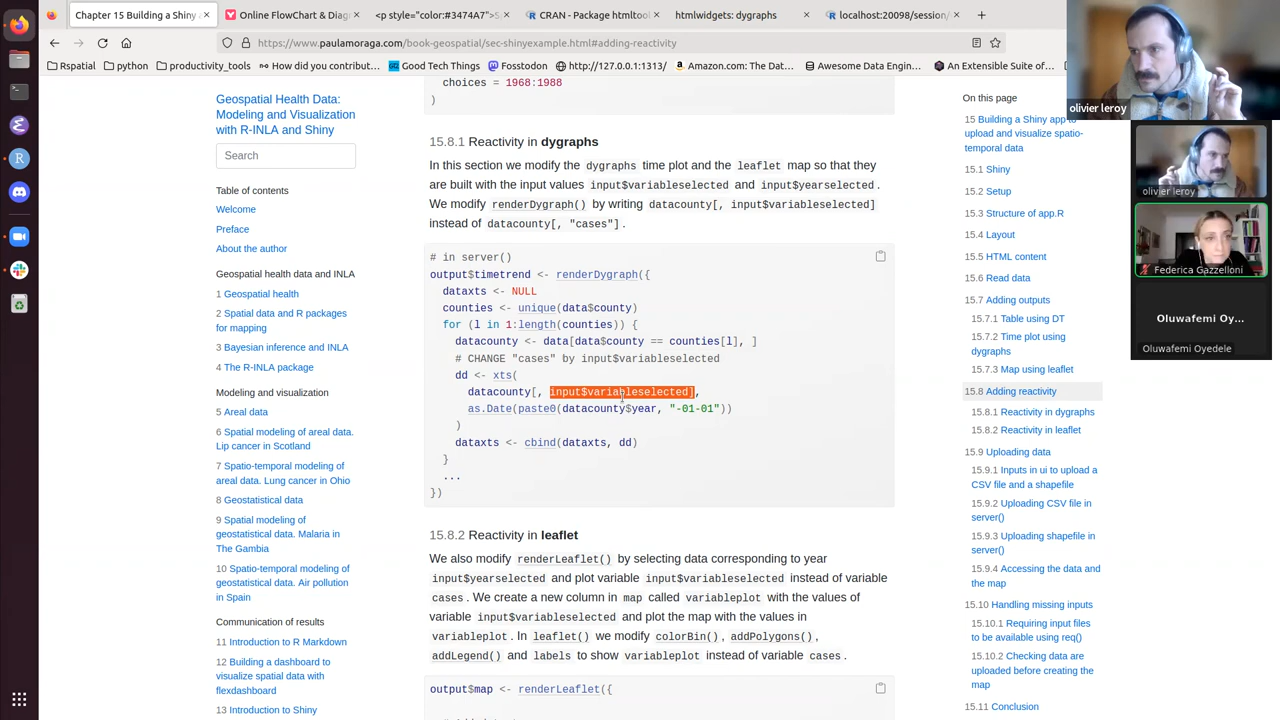 Chapter 15 Building a Shiny
Online FlowChart & Diag
<p style="color:#3474A7">S
CRAN - Package htmltoo
htmlwidgets: dygraphs
localhost:20098/session/
https://www.paulamoraga.com/book-geospatial/sec-shinyexample.html#adding-reactivity
Rspatial
python
productivity_tools
How did you contribut...
Good Tech Things
Fosstodon
http://127.0.0.1:1313/
Amazon.com: The Dat...
Awesome Data Engin...
An Extensible Suite of...
Geospatial Health Data:
Modeling and Visualization
with R-INLA and Shiny
Search
Table of contents
Welcome
Preface
About the author
Geospatial health data and INLA
1 Geospatial health
2 Spatial data and R packages
for mapping
3 Bayesian inference and INLA
4 The R-INLA package
Modeling and visualization
5 Areal data
6 Spatial modeling of areal data.
Lip cancer in Scotland
7 Spatio-temporal modeling of
areal data. Lung cancer in Ohio
8 Geostatistical data
9 Spatial modeling of
geostatistical data. Malaria in
The Gambia
10 Spatio-temporal modeling of
geostatistical data. Air pollution
in Spain
Communication of results
11 Introduction to R Markdown
12 Building a dashboard to
visualize spatial data with
flexdashboard
13 Introduction to Shiny
choices = 1968:1988
)
15.8.1 Reactivity in dygraphs
In this section we modify the dygraphs time plot and the leaflet map so that they
are built with the input values input$variableselected and input$yearselected.
We modify renderDygraph() by writing datacounty[, input$variableselected]
instead of datacounty[, "cases"].
# in server()
output$timetrend <- renderDygraph({
dataxts <- NULL
counties <- unique(data$county)
for (l in 1:length(counties)) {
datacounty <- data[data$county == counties[l], ]
# CHANGE "cases" by input$variableselected
dd <- xts(
datacounty[, input$variableselected],
as.Date(paste0(datacounty$year, "-01-01"))
)
dataxts <- cbind(dataxts, dd)
}
...
})
15.8.2 Reactivity in leaflet
We also modify renderLeaflet() by selecting data corresponding to year
input$yearselected and plot variable input$variableselected instead of variable
cases. We create a new column in map called variableplot with the values of
variable input$variableselected and plot the map with the values in
variableplot. In leaflet() we modify colorBin(), addPolygons(),
addLegend() and labels to show variableplot instead of variable cases.
output$map <- renderLeaflet({
On this page
15 Building a Shiny app to
upload and visualize spatio-
temporal data
15.1 Shiny
15.2 Setup
15.3 Structure of app.R
15.4 Layout
15.5 HTML content
15.6 Read data
15.7 Adding outputs
15.7.1 Table using DT
15.7.2 Time plot using
dygraphs
15.7.3 Map using leaflet
15.8 Adding reactivity
15.8.1 Reactivity in dygraphs
15.8.2 Reactivity in leaflet
15.9 Uploading data
15.9.1 Inputs in ui to upload a
CSV file and a shapefile
15.9.2 Uploading CSV file in
server()
15.9.3 Uploading shapefile in
server()
15.9.4 Accessing the data and
the map
15.10 Handling missing inputs
15.10.1 Requiring input files
to be available using req()
15.10.2 Checking data are
uploaded before creating the
map
15.11 Conclusion
olivier leroy
olivier leroy
Federica Gazzelloni
Oluwafemi Oy...
Oluwafemi Oyedele